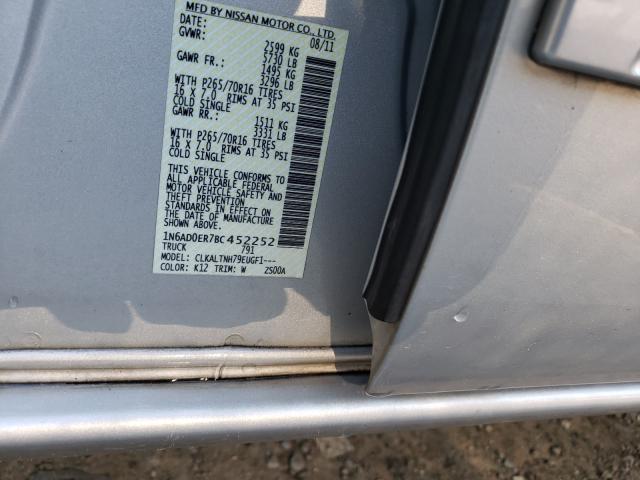 MFD BY NISSAN MOTOR CO., LTD.
GVWR: 08/11
2599 KG
5730 LB
GAWR FR: 1495 KG
3296 LB
WITH P265/70R16 TIRES
16 X 7.0 RIMS AT 35 PSI
COLD SINGLE
GAWR RR: 1511 KG
3331 LB
WITH P265/70R16 TIRES
16 X 7.0 RIMS AT 35 PSI
COLD SINGLE
THIS VEHICLE CONFORMS TO
ALL APPLICABLE FEDERAL
MOTOR VEHICLE SAFETY AND
THEFT PREVENTION
STANDARDS IN EFFECT ON
THE DATE OF MANUFACTURE
SHOWN ABOVE.
1N6AD0ER7BC452252
TRUCK 791
MODEL: CLKALTNH79EUGFI---
COLOR: K12 TRIM: W 2S00A